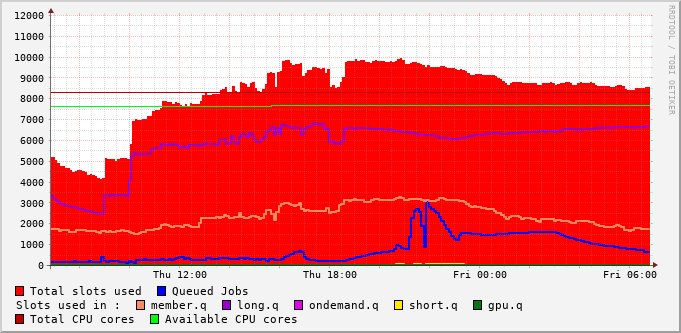 RRDTOOL / TOBI OETIKER
12000
11000
10000
9000
8000
7000
6000
5000
4000
3000
2000
1000
0
Thu 12:00 Thu 18:00 Fri 00:00 Fri 06:00
Total slots used Queued Jobs
Slots used in : member.q long.q ondemand.q short.q gpu.q
Total CPU cores Available CPU cores